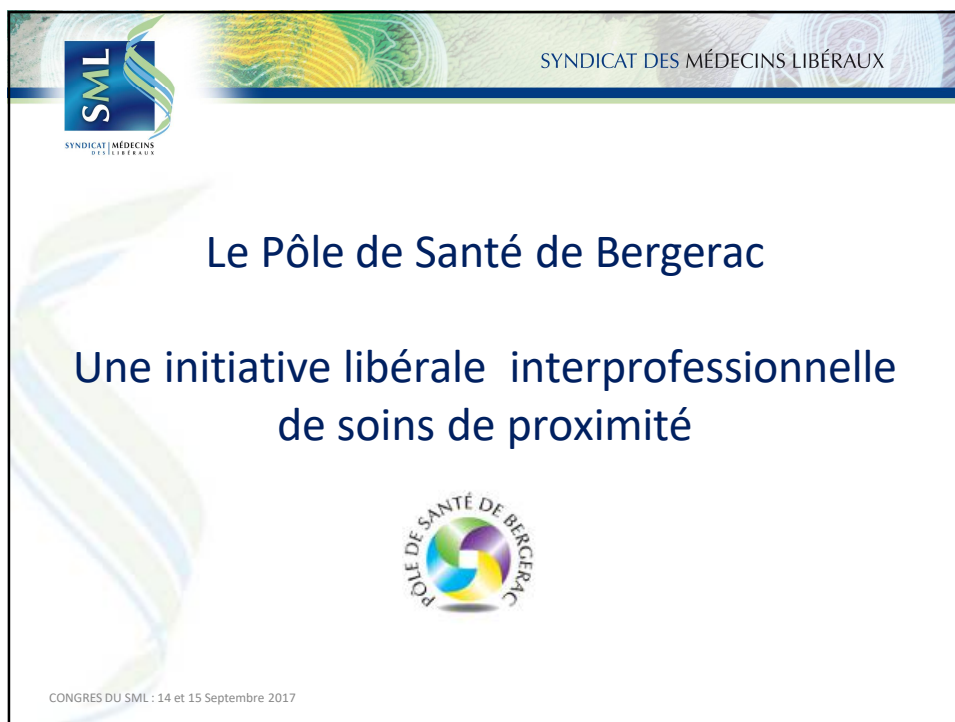 SYNDICAT DES MÉDECINS LIBÉRAUX
SML
SYNDICAT MÉDECINS
DES LIBÉRAUX
Le Pôle de Santé de Bergerac
Une initiative libérale  interprofessionnelle
de soins de proximité
PÔLE DE SANTÉ DE BERGERAC
CONGRES DU SML : 14 et 15 Septembre 2017